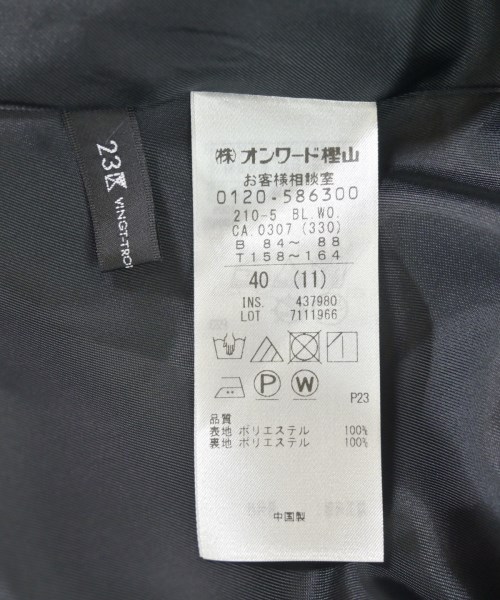 23
VINGT-TROI
㈱オンワード樫山
お客様相談室
0120-586300
210-5 BL.WO.
CA.0307 (330)
B 84~ 88
T158~164
40 (11)
INS. 437980
LOT 7111966
P W
P23
品質
表地 ポリエステル 100%
裏地 ポリエステル 100%
中国製